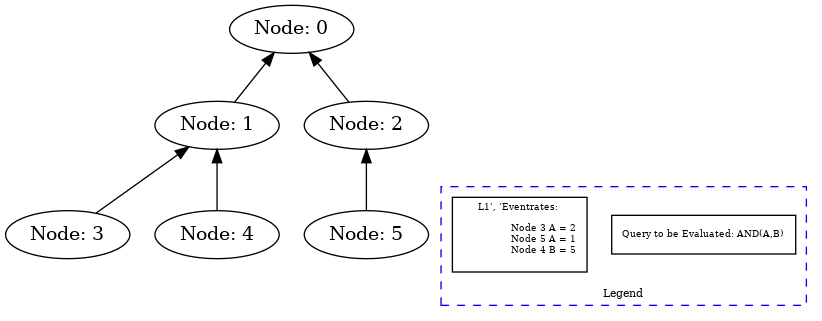 Node: 0
Node: 1
Node: 2
Node: 3
Node: 4
Node: 5
L1', 'Eventrates:
Node 3 A = 2
Node 5 A = 1
Node 4 B = 5
Query to be Evaluated: AND(A,B)
Legend